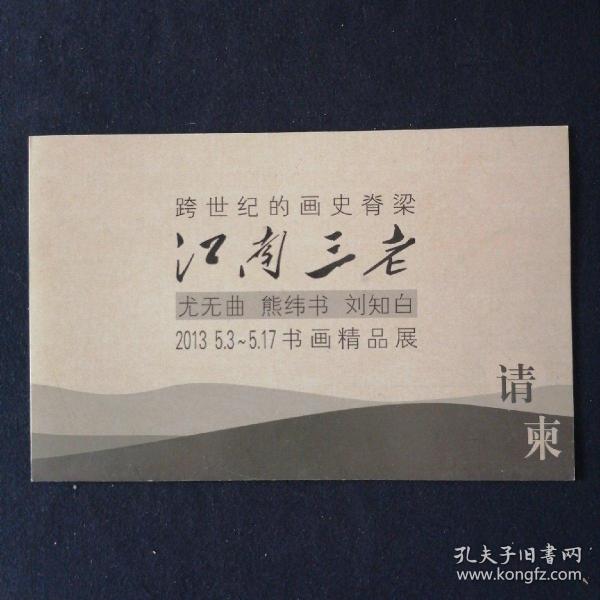 跨世纪的画史脊梁
江南三老
尤无曲 熊纬书 刘知白
2013 5.3~5.17 书画精品展
请柬
孔夫子旧书网
www.kongfz.com